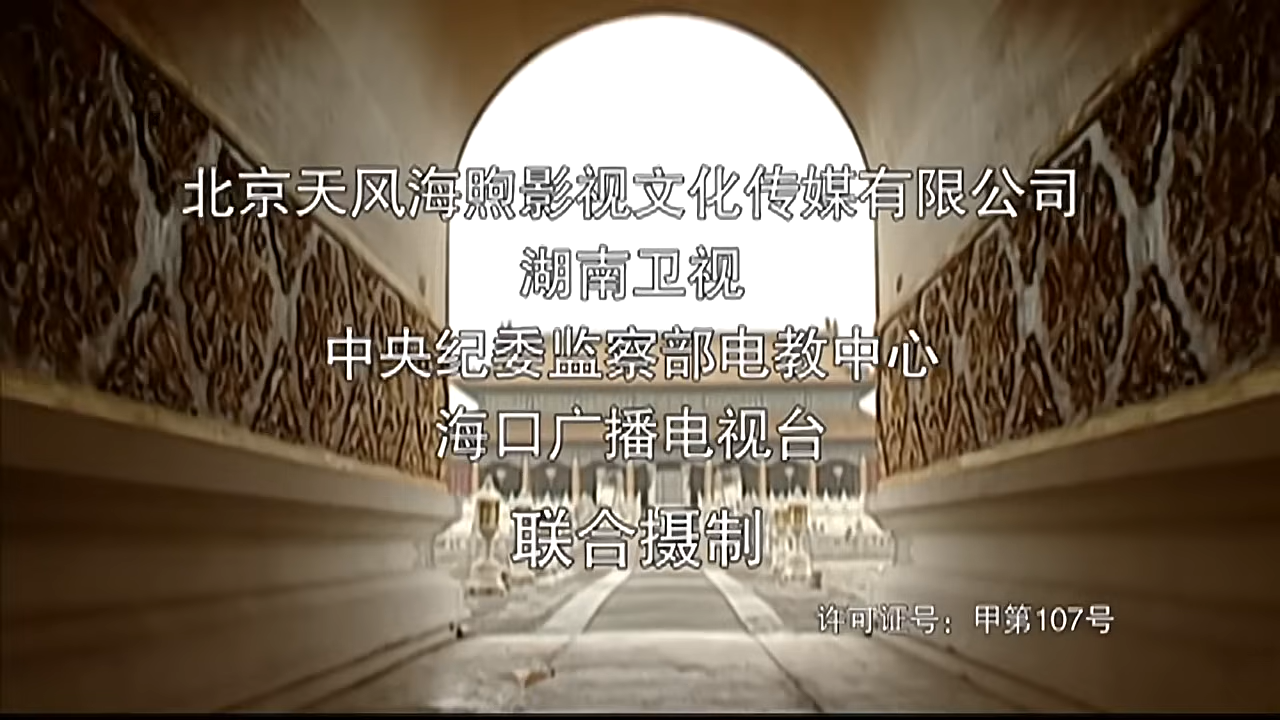 北京天风海煦影视文化传媒有限公司
湖南卫视
中央纪委监察部电教中心
海口广播电视台
联合摄制
许可证号：甲第107号